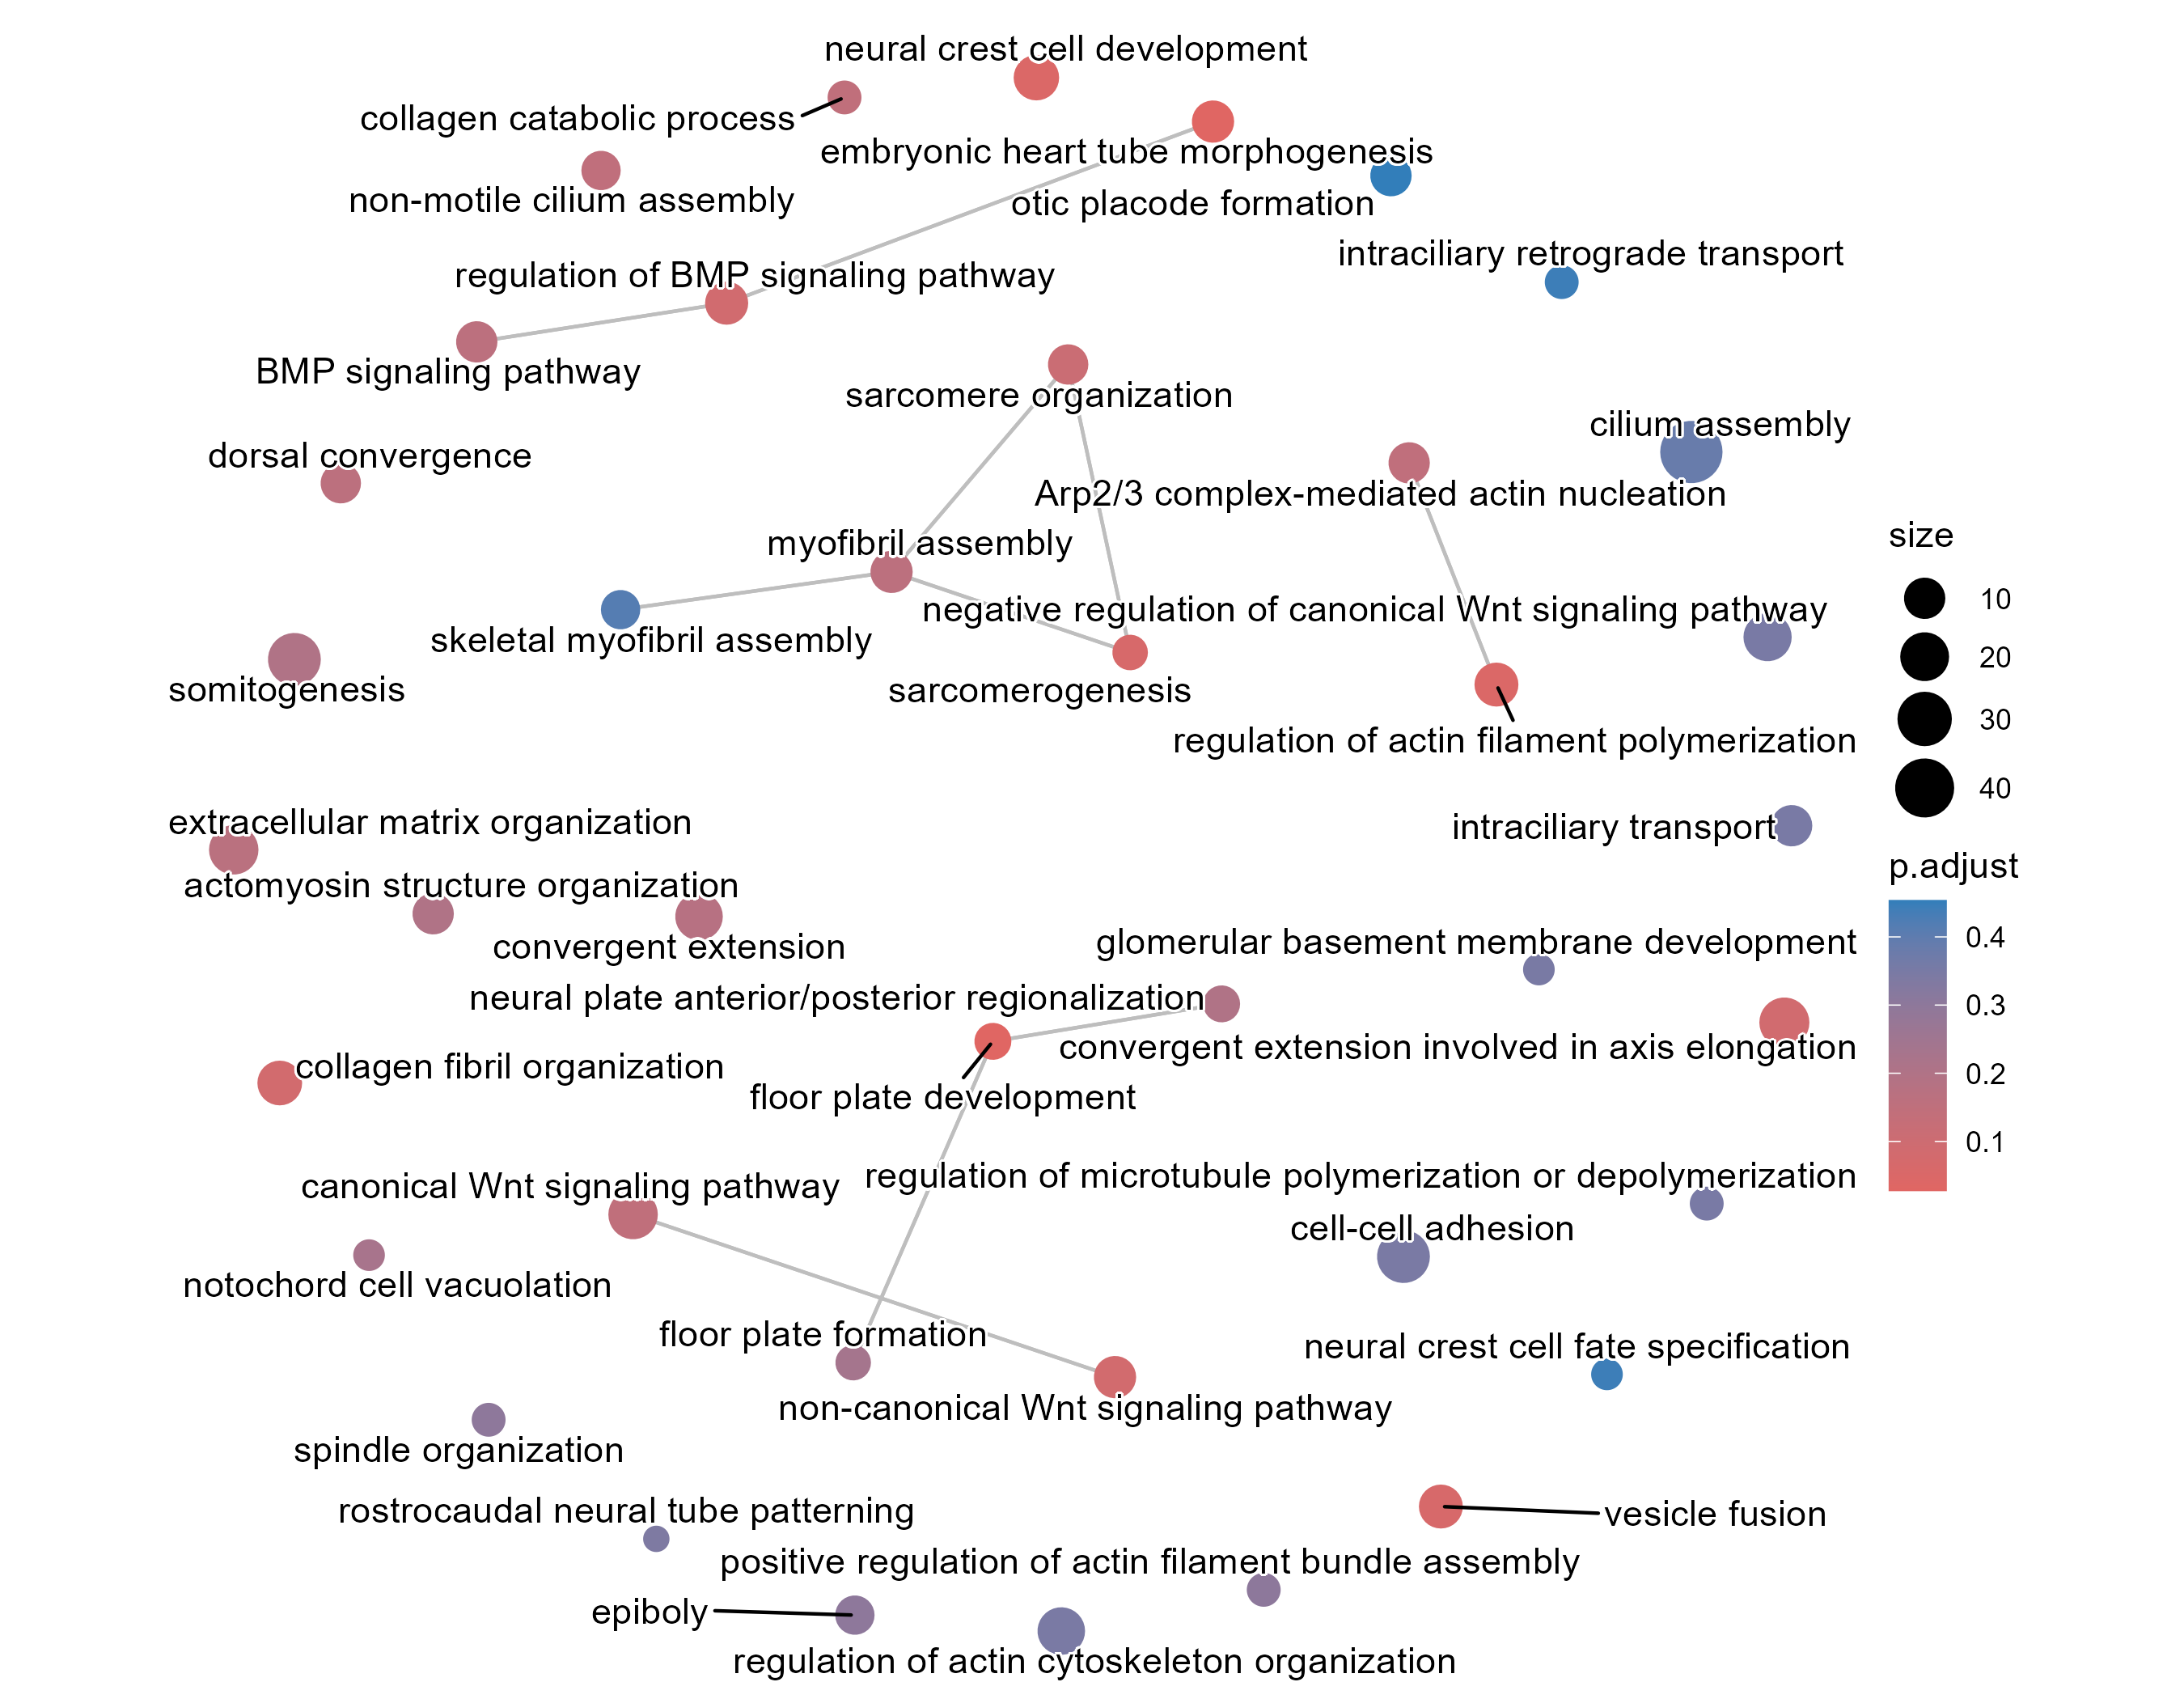 neural crest cell development
collagen catabolic process
embryonic heart tube morphogenesis
non-motile cilium assembly
otic placode formation
intraciliary retrograde transport
regulation of BMP signaling pathway
BMP signaling pathway
sarcomere organization
cilium assembly
dorsal convergence
Arp2/3 complex-mediated actin nucleation
myofibril assembly
negative regulation of canonical Wnt signaling pathway
skeletal myofibril assembly
somitogenesis
sarcomerogenesis
regulation of actin filament polymerization
extracellular matrix organization
intraciliary transport
actomyosin structure organization
convergent extension
glomerular basement membrane development
neural plate anterior/posterior regionalization
convergent extension involved in axis elongation
collagen fibril organization
floor plate development
regulation of microtubule polymerization or depolymerization
canonical Wnt signaling pathway
cell-cell adhesion
notochord cell vacuolation
floor plate formation
neural crest cell fate specification
non-canonical Wnt signaling pathway
spindle organization
rostrocaudal neural tube patterning
vesicle fusion
positive regulation of actin filament bundle assembly
epiboly
regulation of actin cytoskeleton organization
size
10
20
30
40
p.adjust
0.4
0.3
0.2
0.1